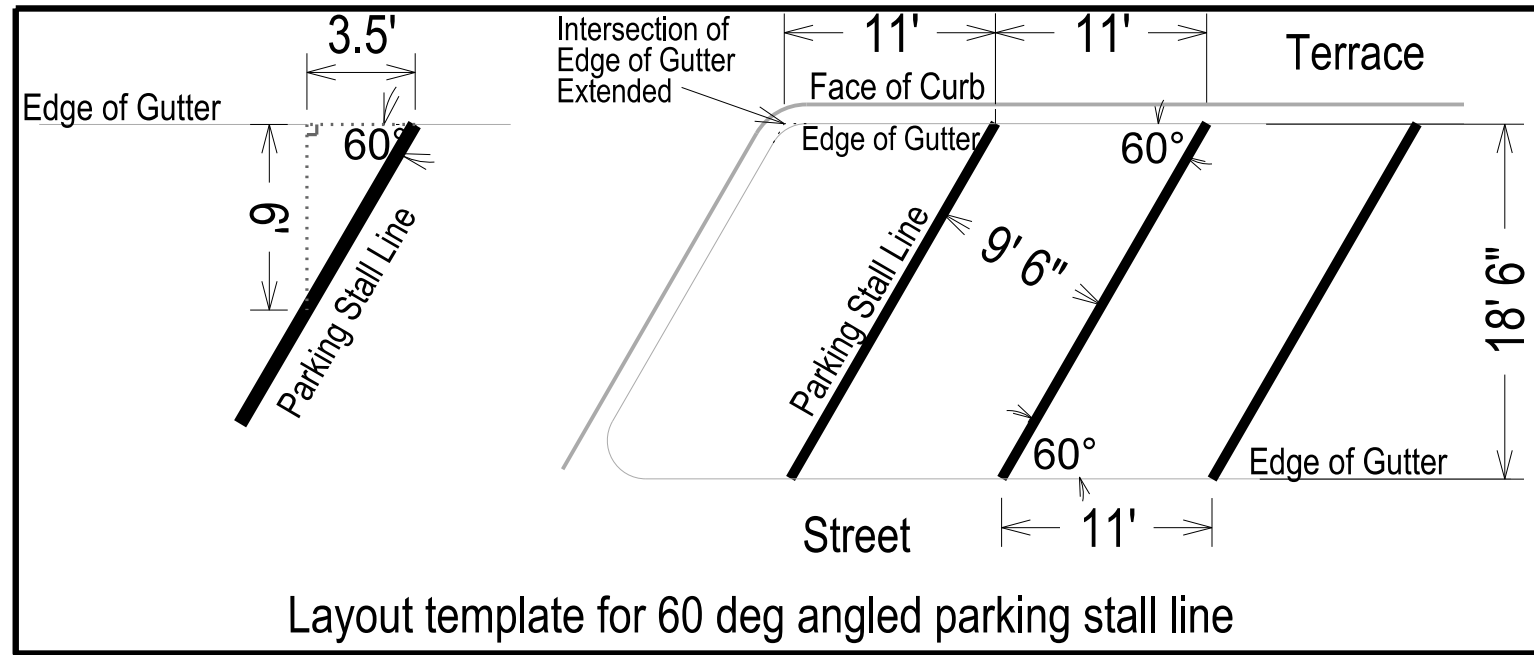 3.5'
Edge of Gutter
60°
6'
Parking Stall Line
Intersection of
Edge of Gutter
Extended
11'
11'
Terrace
Face of Curb
Edge of Gutter
60°
Parking Stall Line
9' 6"
18' 6"
60°
Edge of Gutter
11'
Street
Layout template for 60 deg angled parking stall line